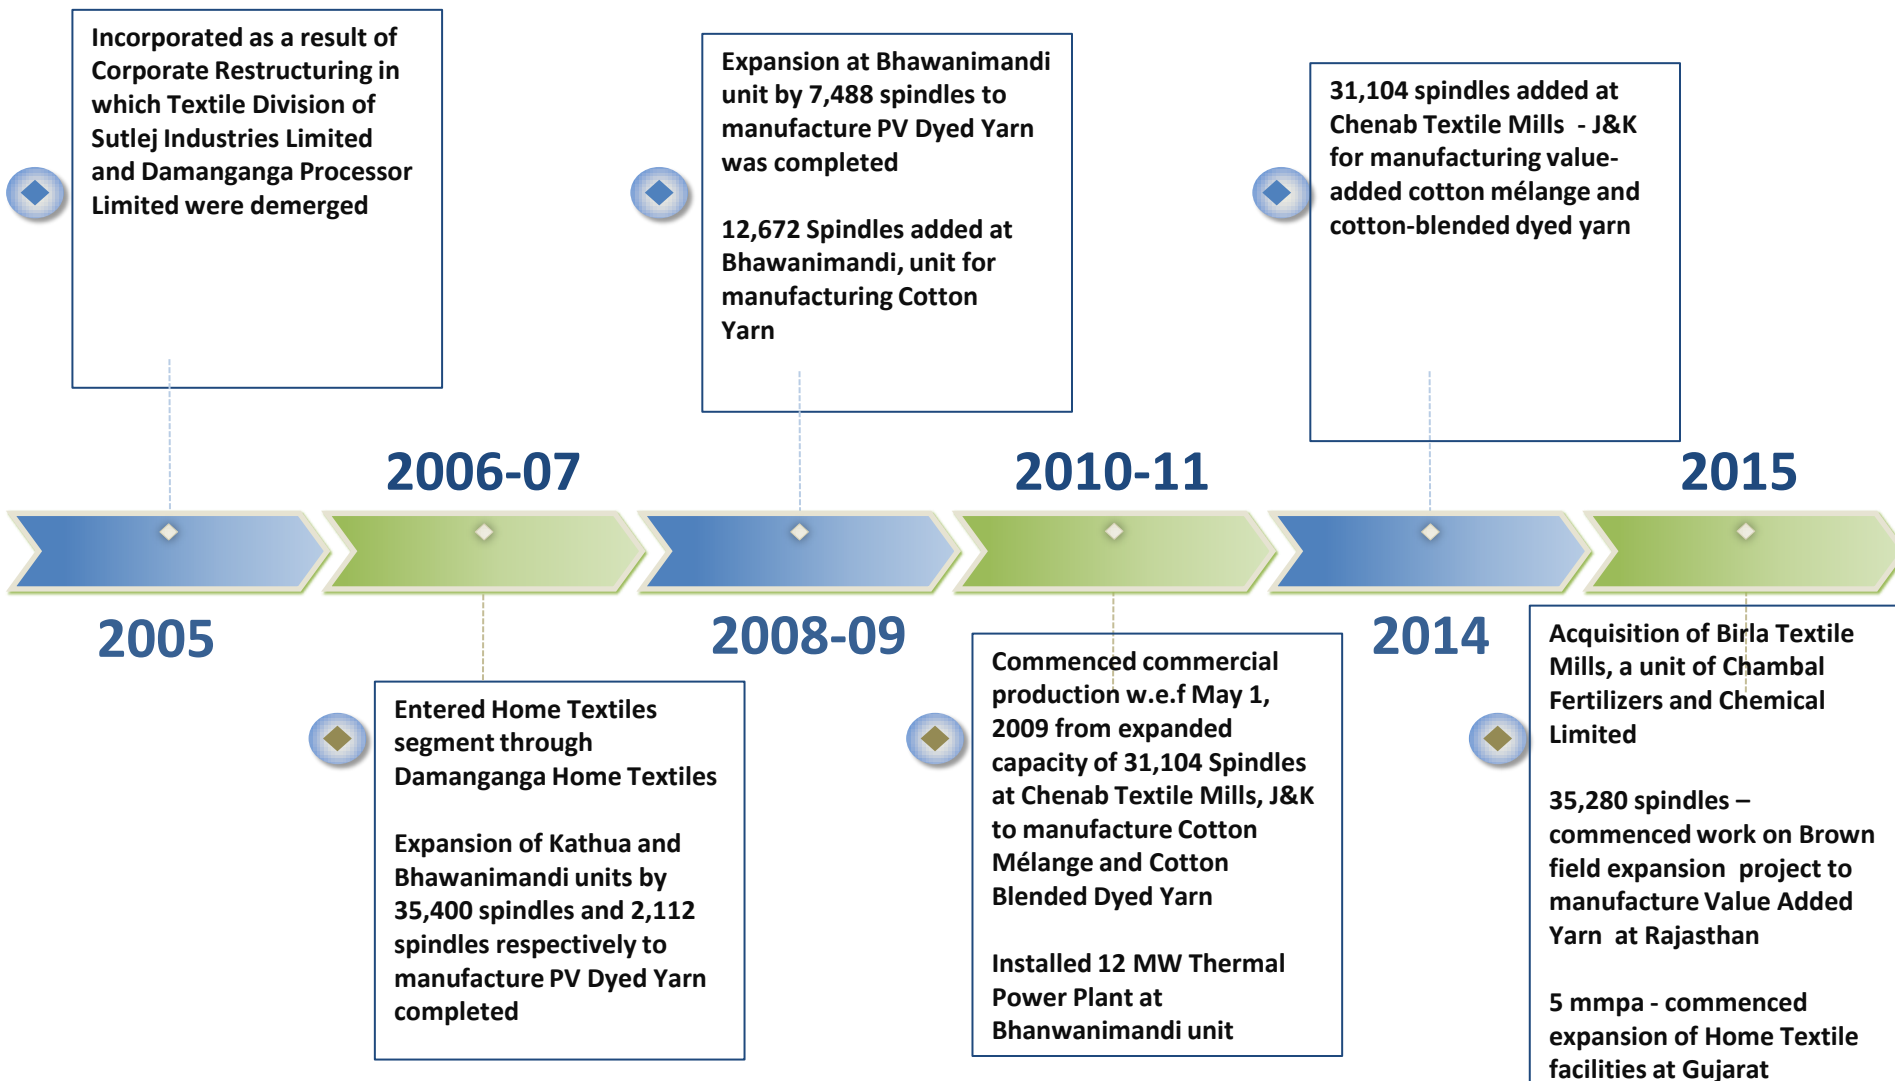 Incorporated as a result of
Corporate Restructuring in
which Textile Division of
Sutlej Industries Limited
and Damanganga Processor
Limited were demerged
Expansion at Bhawanimandi
unit by 7,488 spindles to
manufacture PV Dyed Yarn
was completed
12,672 Spindles added at
Bhawanimandi, unit for
manufacturing Cotton
Yarn
31,104 spindles added at
Chenab Textile Mills - J&K
for manufacturing value-
added cotton mélange and
cotton-blended dyed yarn
2006-07
2010-11
2015
2005
2008-09
2014
Entered Home Textiles
segment through
Damanganga Home Textiles
Expansion of Kathua and
Bhawanimandi units by
35,400 spindles and 2,112
spindles respectively to
manufacture PV Dyed Yarn
completed
Commenced commercial
production w.e.f May 1,
2009 from expanded
capacity of 31,104 Spindles
at Chenab Textile Mills, J&K
to manufacture Cotton
Mélange and Cotton
Blended Dyed Yarn
Installed 12 MW Thermal
Power Plant at
Bhanwanimandi unit
Acquisition of Birla Textile
Mills, a unit of Chambal
Fertilizers and Chemical
Limited
35,280 spindles –
commenced work on Brown
field expansion project to
manufacture Value Added
Yarn at Rajasthan
5 mmpa - commenced
expansion of Home Textile
facilities at Gujarat